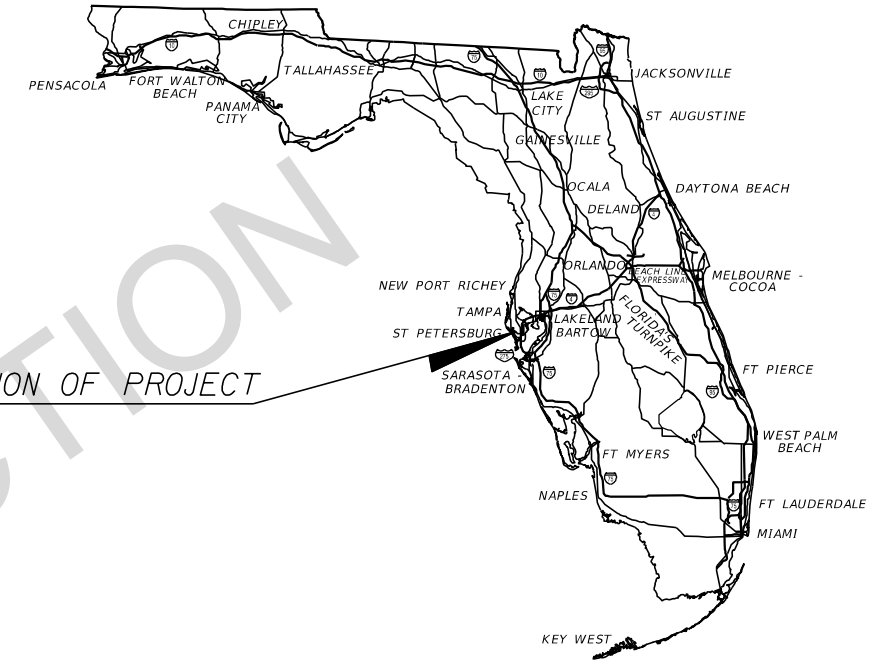 CHIPLEY
PENSACOLA
FORT WALTON
BEACH
PANAMA
CITY
TALLAHASSEE
LAKE
CITY
JACKSONVILLE
ST AUGUSTINE
GAINESVILLE
OCALA
DELAND
DAYTONA BEACH
ORLANDO
BEACH LINE
EXPRESSWAY
MELBOURNE -
COCOA
NEW PORT RICHEY
TAMPA
ST PETERSBURG
LAKELAND
BARTOW
FLORIDA'S
TURNPIKE
SARASOTA -
BRADENTON
FT PIERCE
ION OF PROJECT
WEST PALM
BEACH
FT MYERS
NAPLES
FT LAUDERDALE
MIAMI
KEY WEST
CTION